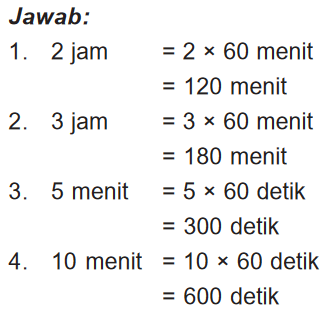 Jawab:
1. 2 jam = 2 × 60 menit
= 120 menit
2. 3 jam = 3 × 60 menit
= 180 menit
3. 5 menit = 5 × 60 detik
= 300 detik
4. 10 menit = 10 × 60 detik
= 600 detik